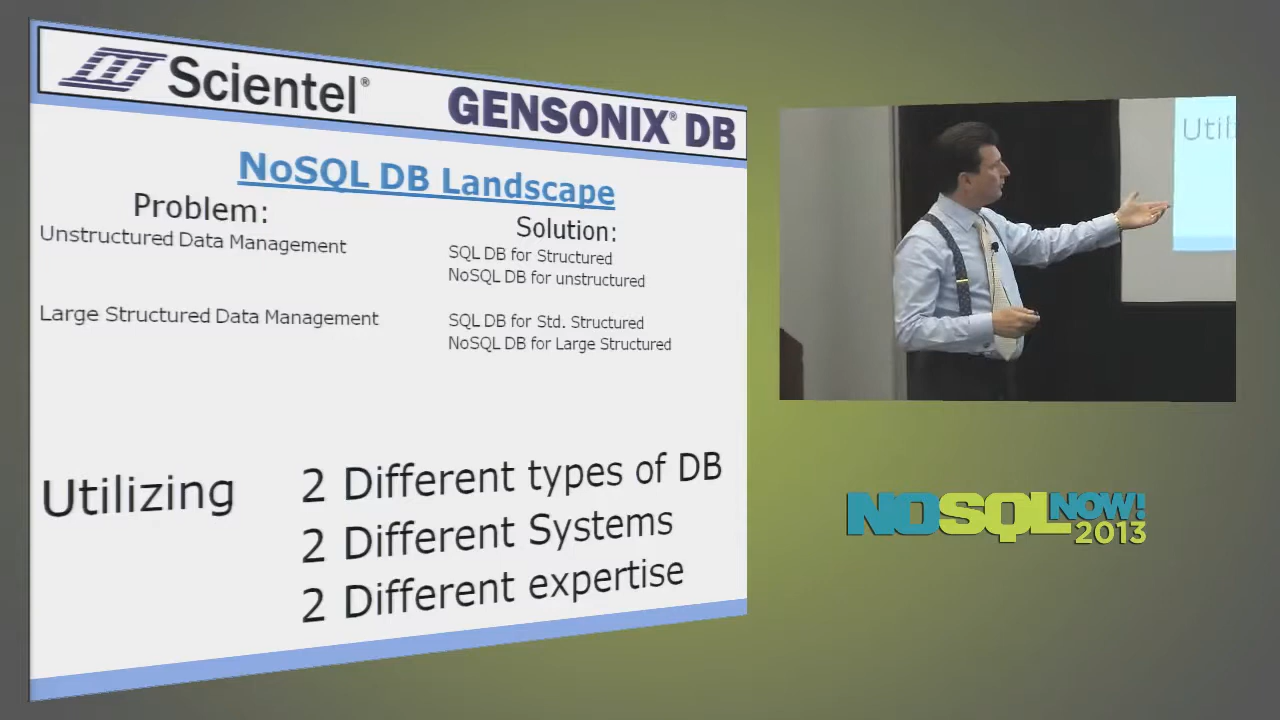 Scientel®
GENSONIX® DB
NoSQL DB Landscape
Problem:
Solution:
Unstructured Data Management
SQL DB for Structured
NoSQL DB for unstructured
Large Structured Data Management
SQL DB for Std. Structured
NoSQL DB for Large Structured
Utilizing
2 Different types of DB
2 Different Systems
2 Different expertise
Util
NOSQL NOW!
2013